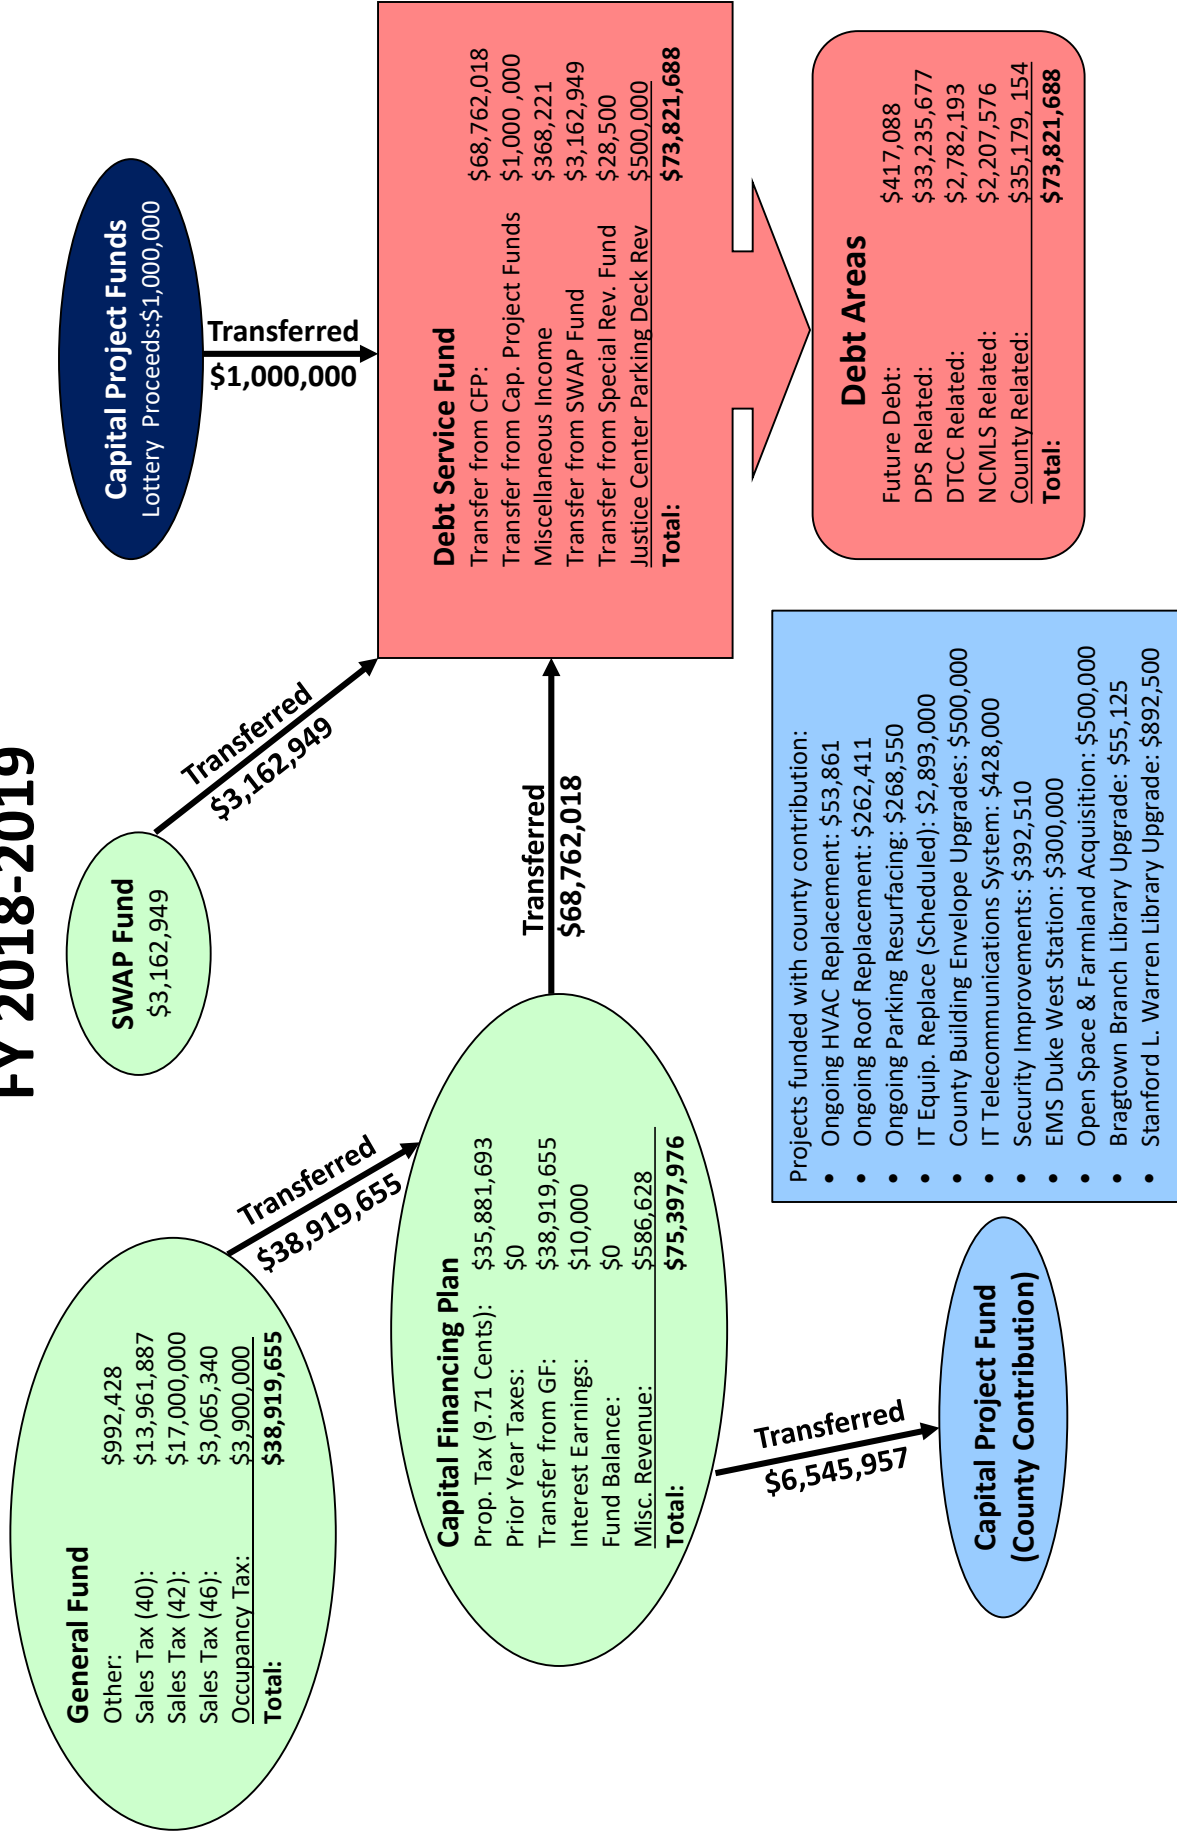 FY 2018-2019
General Fund
Other: $992,428
Sales Tax (40): $13,961,887
Sales Tax (42): $17,000,000
Sales Tax (46): $3,065,340
Occupancy Tax: $3,900,000
Total: $38,919,655
Transferred
$38,919,655
SWAP Fund
$3,162,949
Transferred
$3,162,949
Capital Project Funds
Lottery Proceeds:$1,000,000
Transferred
$1,000,000
Capital Financing Plan
Prop. Tax (9.71 Cents): $35,881,693
Prior Year Taxes: $0
Transfer from GF: $38,919,655
Interest Earnings: $10,000
Fund Balance: $0
Misc. Revenue: $586,628
Total: $75,397,976
Transferred
$68,762,018
Debt Service Fund
Transfer from CFP: $68,762,018
Transfer from Cap. Project Funds $1,000 ,000
Miscellaneous Income $368,221
Transfer from SWAP Fund $3,162,949
Transfer from Special Rev. Fund $28,500
Justice Center Parking Deck Rev $500,000
Total: $73,821,688
Transferred
$6,545,957
Capital Project Fund
(County Contribution)
Projects funded with county contribution:
• Ongoing HVAC Replacement: $53,861
• Ongoing Roof Replacement: $262,411
• Ongoing Parking Resurfacing: $268,550
• IT Equip. Replace (Scheduled): $2,893,000
• County Building Envelope Upgrades: $500,000
• IT Telecommunications System: $428,000
• Security Improvements: $392,510
• EMS Duke West Station: $300,000
• Open Space & Farmland Acquisition: $500,000
• Bragtown Branch Library Upgrade: $55,125
• Stanford L. Warren Library Upgrade: $892,500
Debt Areas
Future Debt: $417,088
DPS Related: $33,235,677
DTCC Related: $2,782,193
NCMLS Related: $2,207,576
County Related: $35,179, 154
Total: $73,821,688